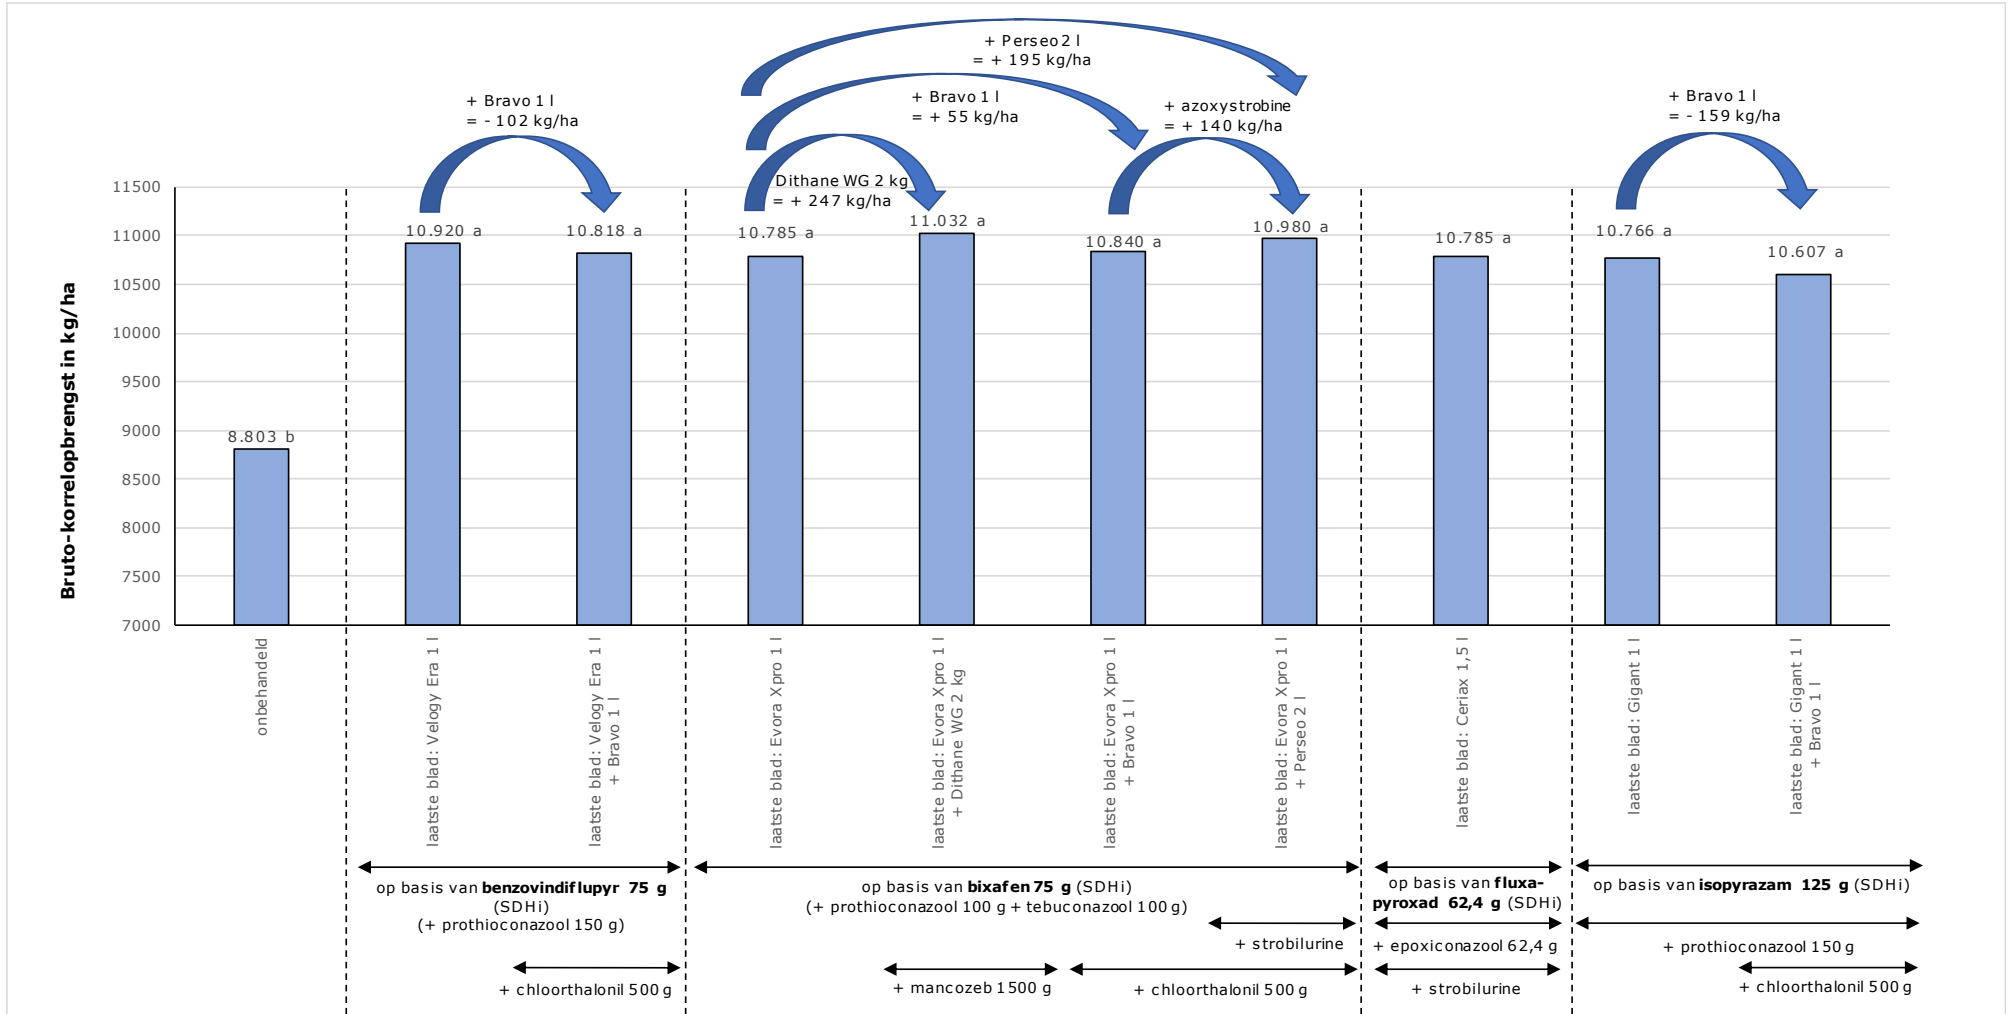 + Perseo 2 l
= + 195 kg/ha
+ Bravo 1 l
= - 102 kg/ha
+ Bravo 1 l
= + 55 kg/ha
+ azoxystrobine
= + 140 kg/ha
+ Bravo 1 l
= - 159 kg/ha
Dithane WG 2 kg
= + 247 kg/ha
Bruto-korrelopbrengst in kg/ha
11500
11000
10500
10000
9500
9000
8500
8000
7500
7000
8.803 b
10.920 a
10.818 a
10.785 a
11.032 a
10.840 a
10.980 a
10.785 a
10.766 a
10.607 a
onbehandeld
laatste blad: Velogy Era 1 l
laatste blad: Velogy Era 1 l
+ Bravo 1 l
laatste blad: Evora Xpro 1 l
laatste blad: Evora Xpro 1 l
+ Dithane WG 2 kg
laatste blad: Evora Xpro 1 l
+ Bravo 1 l
laatste blad: Evora Xpro 1 l
+ Perseo 2 l
laatste blad: Ceriax 1,5 l
laatste blad: Gigant 1 l
laatste blad: Gigant 1 l
+ Bravo 1 l
op basis van benzovindiflupyr 75 g
(SDHi)
(+ prothioconazool 150 g)
+ chloorthalonil 500 g
op basis van bixafen 75 g (SDHi)
(+ prothioconazool 100 g + tebuconazool 100 g)
+ strobilurine
+ mancozeb 1500 g
+ chloorthalonil 500 g
op basis van fluxa-
pyroxad 62,4 g (SDHi)
+ epoxiconazool 62,4 g
+ strobilurine
op basis van isopyrazam 125 g (SDHi)
+ prothioconazool 150 g
+ chloorthalonil 500 g